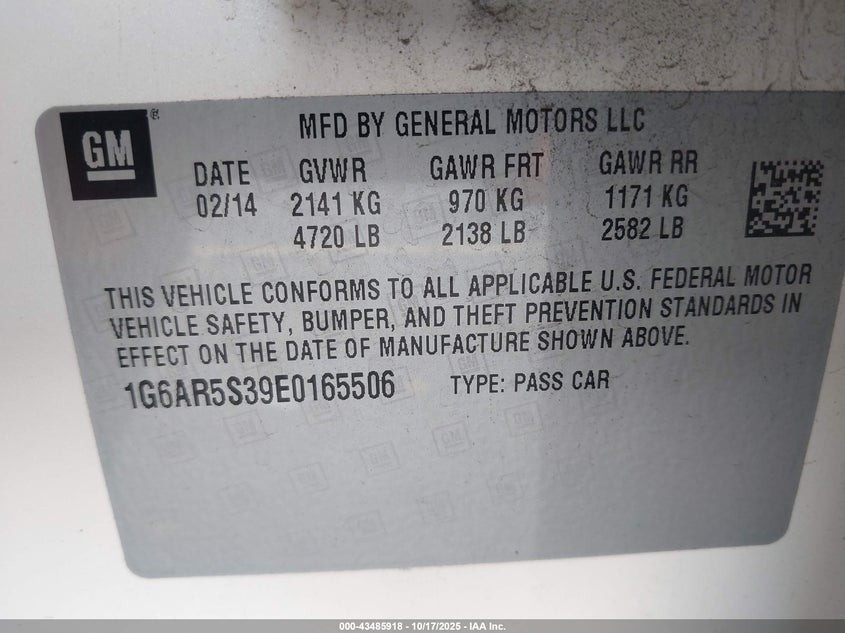 GM®
MFD BY GENERAL MOTORS LLC
DATE GVWR GAWR FRT GAWR RR
02/14 2141 KG 970 KG 1171 KG
4720 LB 2138 LB 2582 LB
THIS VEHICLE CONFORMS TO ALL APPLICABLE U.S. FEDERAL MOTOR
VEHICLE SAFETY, BUMPER, AND THEFT PREVENTION STANDARDS IN
EFFECT ON THE DATE OF MANUFACTURE SHOWN ABOVE.
1G6AR5S39E0165506 TYPE: PASS CAR
000-43485918 - 10/17/2025 - IAA Inc.